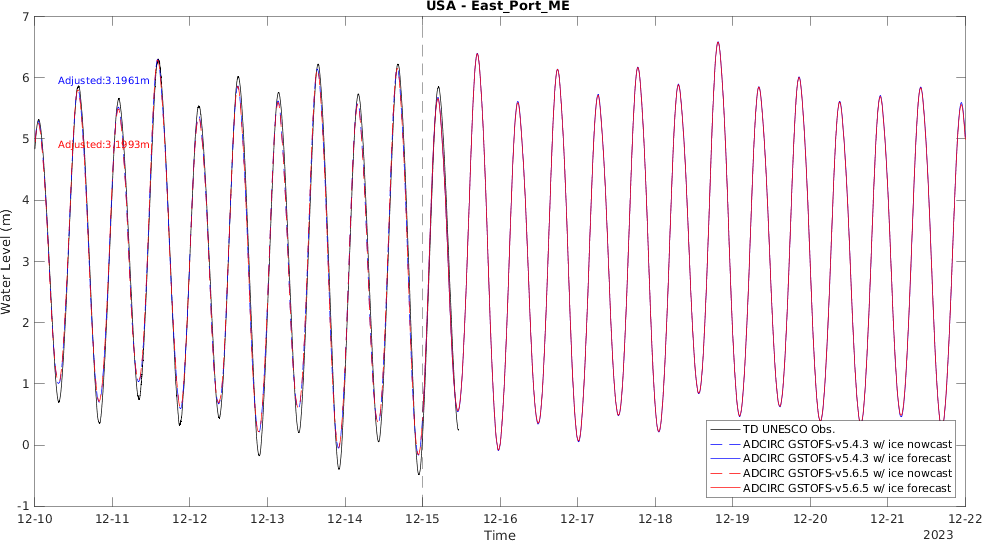 USA - East_Port_ME
7
6
5
4
3
2
1
0
-1
Water Level (m)
Adjusted:3.1961m
Adjusted:3.1993m
TD UNESCO Obs.
ADCIRC GSTOFS-v5.4.3 w/ ice nowcast
ADCIRC GSTOFS-v5.4.3 w/ ice forecast
ADCIRC GSTOFS-v5.6.5 w/ ice nowcast
ADCIRC GSTOFS-v5.6.5 w/ ice forecast
12-10 12-11 12-12 12-13 12-14 12-15 12-16 12-17 12-18 12-19 12-20 12-21 12-22
Time
2023